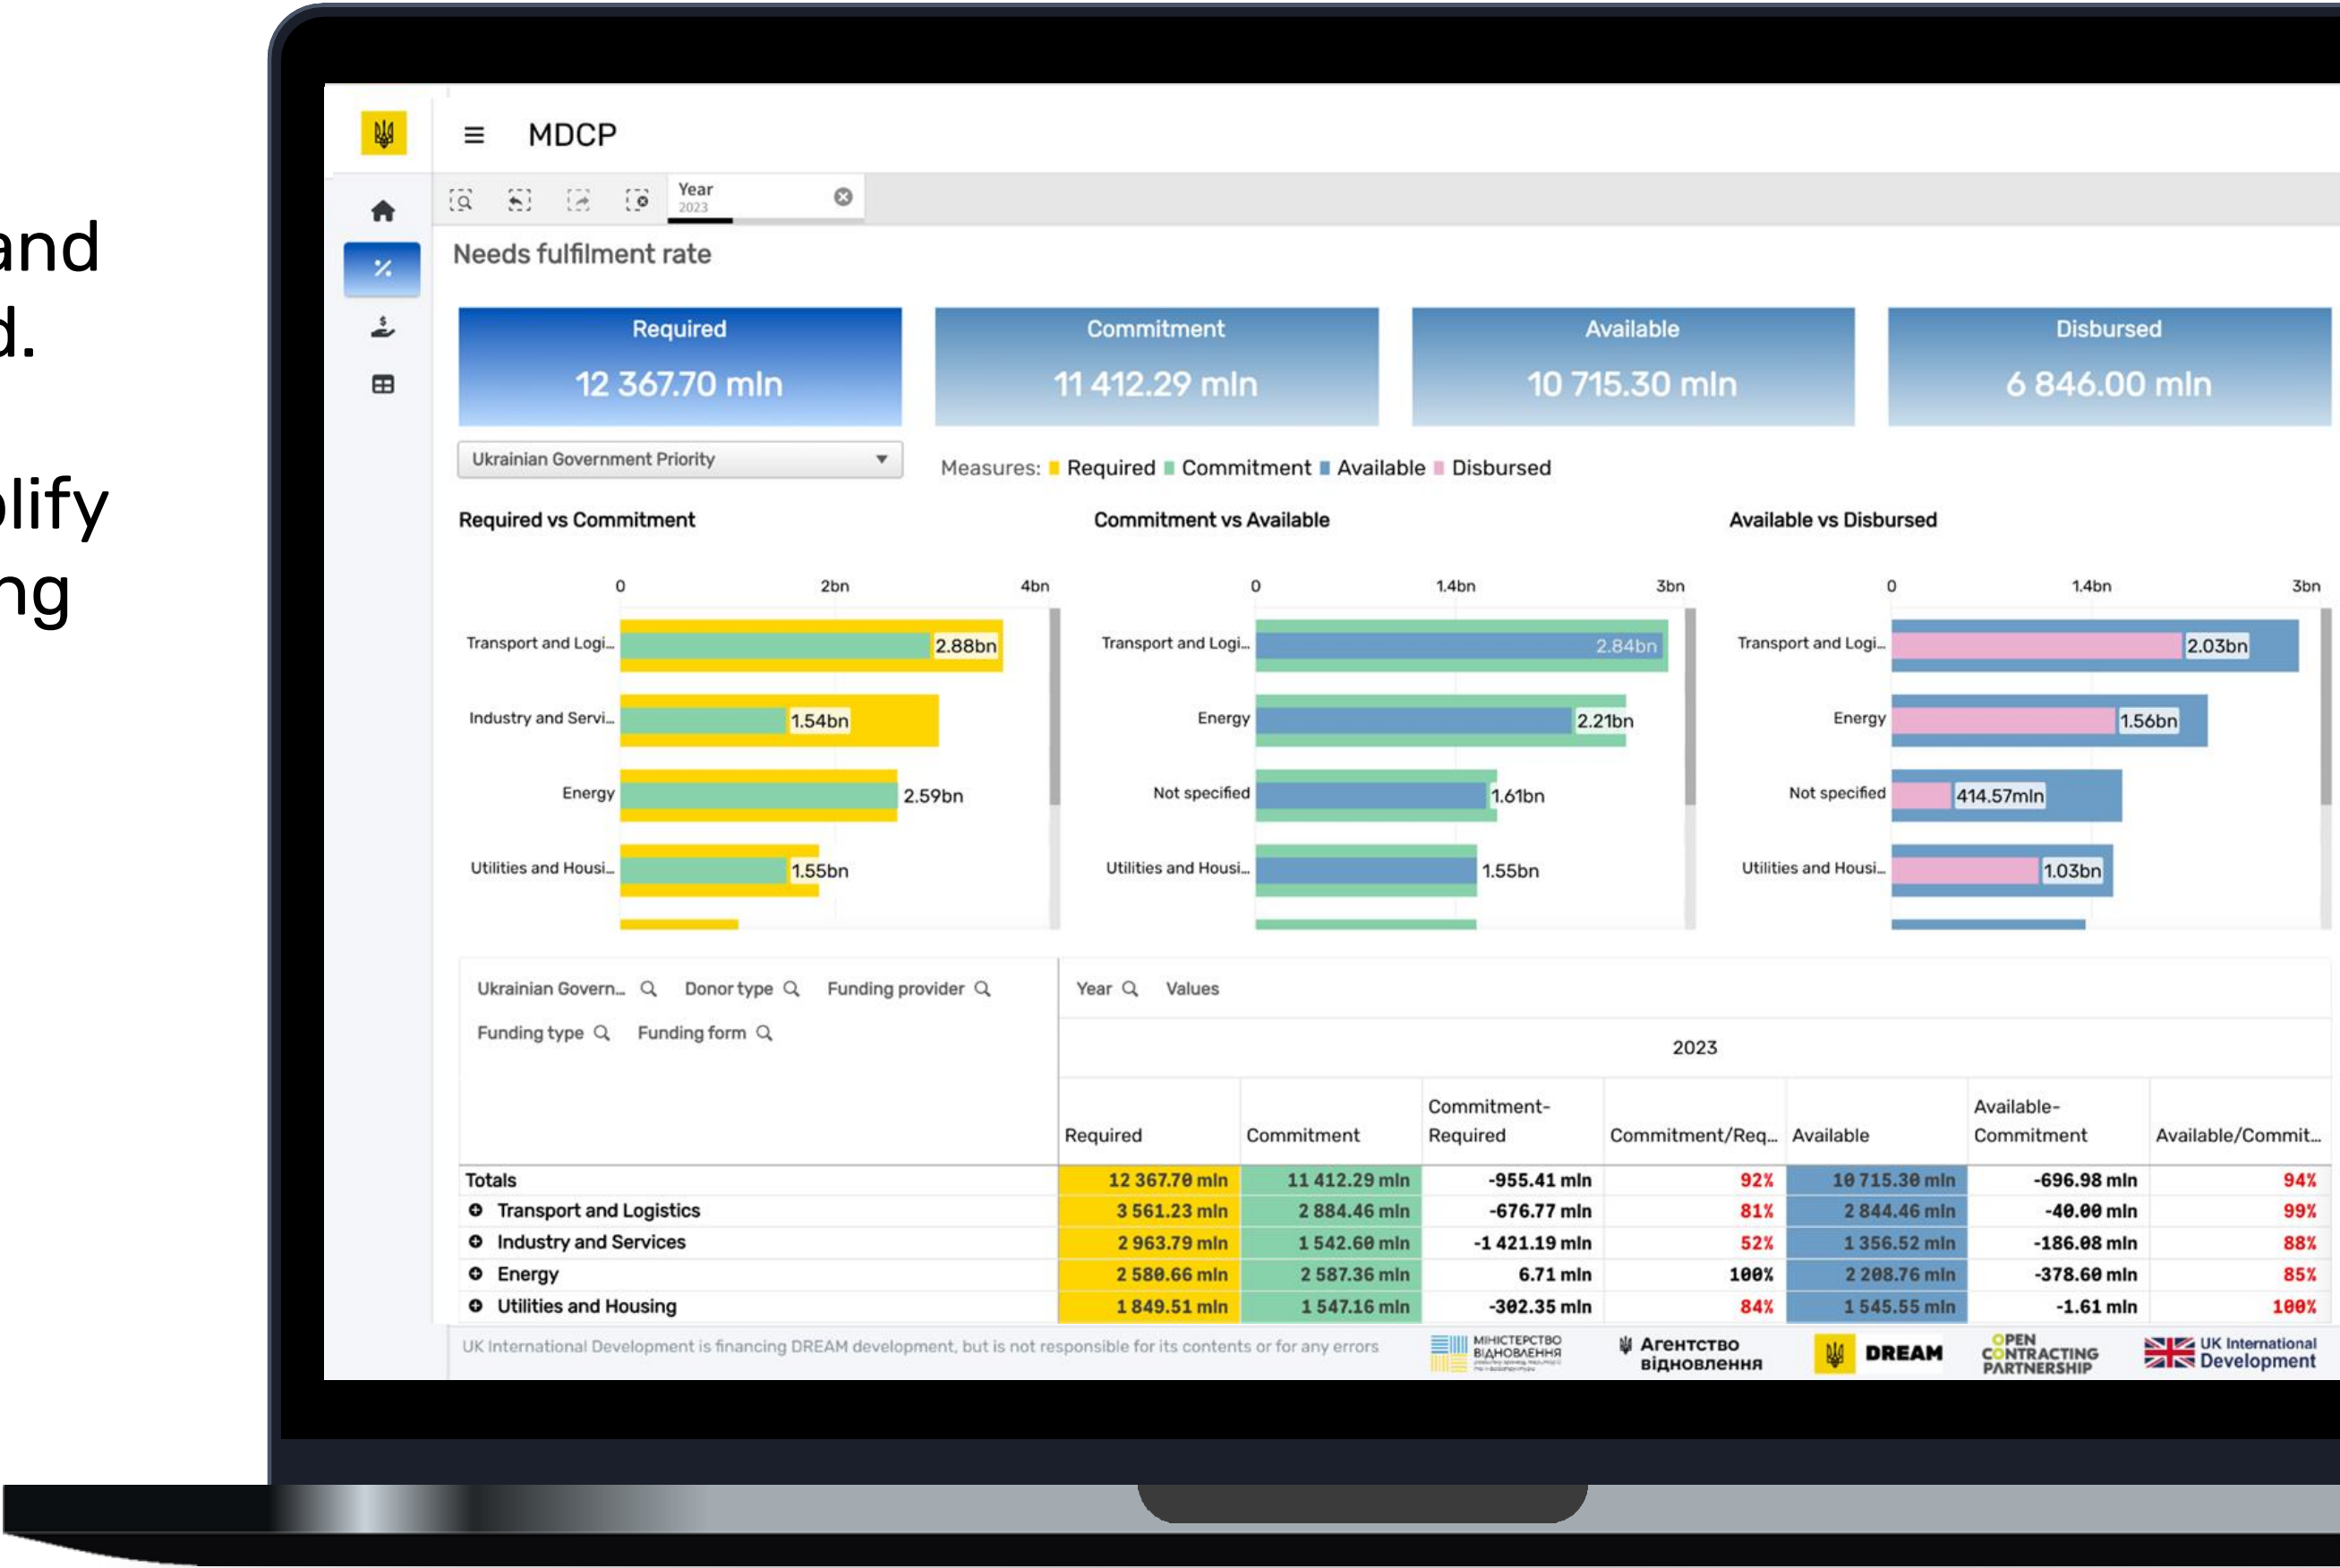 and
d.
plify
ng
MDCP
Year
2023
Needs fulfilment rate
Required
12 367.70 mln
Commitment
11 412.29 mln
Available
10 715.30 mln
Disbursed
6 846.00 mln
Ukrainian Government Priority
Measures: Required Commitment Available Disbursed
Required vs Commitment
0 2bn 4bn
Transport and Logi… 2.88bn
Industry and Servi… 1.54bn
Energy 2.59bn
Utilities and Housi… 1.55bn
Commitment vs Available
0 1.4bn 3bn
Transport and Logi… 2.84bn
Energy 2.21bn
Not specified 1.61bn
Utilities and Housi… 1.55bn
Available vs Disbursed
0 1.4bn 3bn
Transport and Logi… 2.03bn
Energy 1.56bn
Not specified 414.57mln
Utilities and Housi… 1.03bn
Ukrainian Govern… Donor type Funding provider
Funding type Funding form
Year Values
2023
Required Commitment Commitment-Required Commitment/Req… Available Available-Commitment Available/Commit…
Totals 12 367.70 mln 11 412.29 mln -955.41 mln 92% 10 715.30 mln -696.98 mln 94%
Transport and Logistics 3 561.23 mln 2 884.46 mln -676.77 mln 81% 2 844.46 mln -40.00 mln 99%
Industry and Services 2 963.79 mln 1 542.60 mln -1 421.19 mln 52% 1 356.52 mln -186.08 mln 88%
Energy 2 580.66 mln 2 587.36 mln 6.71 mln 100% 2 208.76 mln -378.60 mln 85%
Utilities and Housing 1 849.51 mln 1 547.16 mln -302.35 mln 84% 1 545.55 mln -1.61 mln 100%
UK International Development is financing DREAM development, but is not responsible for its contents or for any errors
МІНІСТЕРСТВО
ВІДНОВЛЕННЯ
Агентство
відновлення
DREAM
OPEN
CONTRACTING
PARTNERSHIP
UK International
Development